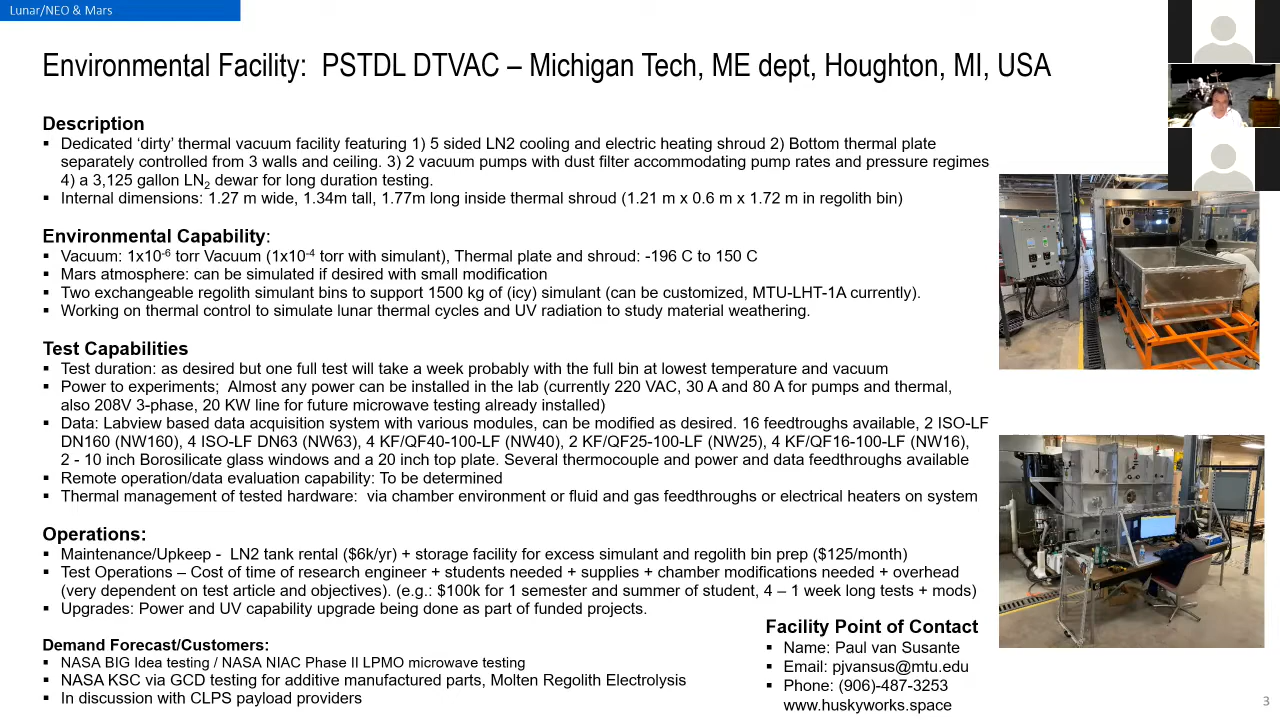 Lunar/NEO & Mars
Environmental Facility: PSTDL DTVAC – Michigan Tech, ME dept, Houghton, MI, USA
Description
▪ Dedicated ‘dirty’ thermal vacuum facility featuring 1) 5 sided LN2 cooling and electric heating shroud 2) Bottom thermal plate
separately controlled from 3 walls and ceiling. 3) 2 vacuum pumps with dust filter accommodating pump rates and pressure regimes
4) a 3,125 gallon LN₂ dewar for long duration testing.
▪ Internal dimensions: 1.27 m wide, 1.34m tall, 1.77m long inside thermal shroud (1.21 m x 0.6 m x 1.72 m in regolith bin)
Environmental Capability:
▪ Vacuum: 1x10⁻⁶ torr Vacuum (1x10⁻⁴ torr with simulant), Thermal plate and shroud: -196 C to 150 C
▪ Mars atmosphere: can be simulated if desired with small modification
▪ Two exchangeable regolith simulant bins to support 1500 kg of (icy) simulant (can be customized, MTU-LHT-1A currently).
▪ Working on thermal control to simulate lunar thermal cycles and UV radiation to study material weathering.
Test Capabilities
▪ Test duration: as desired but one full test will take a week probably with the full bin at lowest temperature and vacuum
▪ Power to experiments; Almost any power can be installed in the lab (currently 220 VAC, 30 A and 80 A for pumps and thermal,
also 208V 3-phase, 20 KW line for future microwave testing already installed)
▪ Data: Labview based data acquisition system with various modules, can be modified as desired. 16 feedtroughs available, 2 ISO-LF
DN160 (NW160), 4 ISO-LF DN63 (NW63), 4 KF/QF40-100-LF (NW40), 2 KF/QF25-100-LF (NW25), 4 KF/QF16-100-LF (NW16),
2 - 10 inch Borosilicate glass windows and a 20 inch top plate. Several thermocouple and power and data feedthroughs available
▪ Remote operation/data evaluation capability: To be determined
▪ Thermal management of tested hardware: via chamber environment or fluid and gas feedthroughs or electrical heaters on system
Operations:
▪ Maintenance/Upkeep - LN2 tank rental ($6k/yr) + storage facility for excess simulant and regolith bin prep ($125/month)
▪ Test Operations – Cost of time of research engineer + students needed + supplies + chamber modifications needed + overhead
(very dependent on test article and objectives). (e.g.: $100k for 1 semester and summer of student, 4 – 1 week long tests + mods)
▪ Upgrades: Power and UV capability upgrade being done as part of funded projects.
Demand Forecast/Customers:
▪ NASA BIG Idea testing / NASA NIAC Phase II LPMO microwave testing
▪ NASA KSC via GCD testing for additive manufactured parts, Molten Regolith Electrolysis
▪ In discussion with CLPS payload providers
Facility Point of Contact
▪ Name: Paul van Susante
▪ Email: pjvansus@mtu.edu
▪ Phone: (906)-487-3253
www.huskyworks.space
3